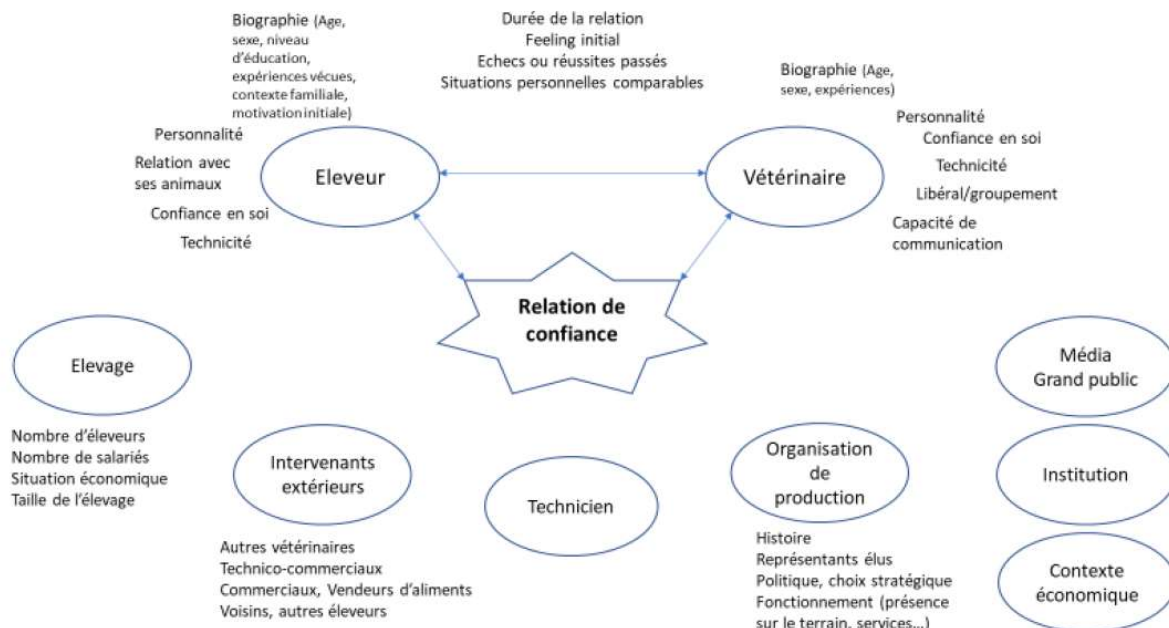 Biographie (Age,
sexe, niveau
d'éducation,
expériences vécues,
contexte familiale,
motivation initiale)
Durée de la relation
Feeling initial
Echecs ou réussites passés
Situations personnelles comparables
Biographie (Age,
sexe, expériences)
Personnalité
Relation avec
ses animaux
Confiance en soi
Technicité
Eleveur
Vétérinaire
Personnalité
Confiance en soi
Technicité
Libéral/groupement
Capacité de
communication
Relation de
confiance
Elevage
Nombre d'éleveurs
Nombre de salariés
Situation économique
Taille de l'élevage
Intervenants
extérieurs
Autres vétérinaires
Technico-commerciaux
Commerciaux, Vendeurs d'aliments
Voisins, autres éleveurs
Technicien
Organisation
de
production
Histoire
Représentants élus
Politique, choix stratégique
Fonctionnement (présence
sur le terrain, services...)
Média
Grand public
Institution
Contexte
économique